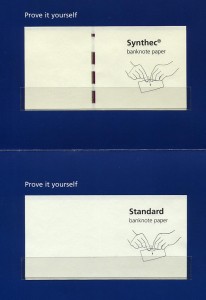 Prove it yourself
Synthec®
banknote paper
Prove it yourself
Standard
banknote paper